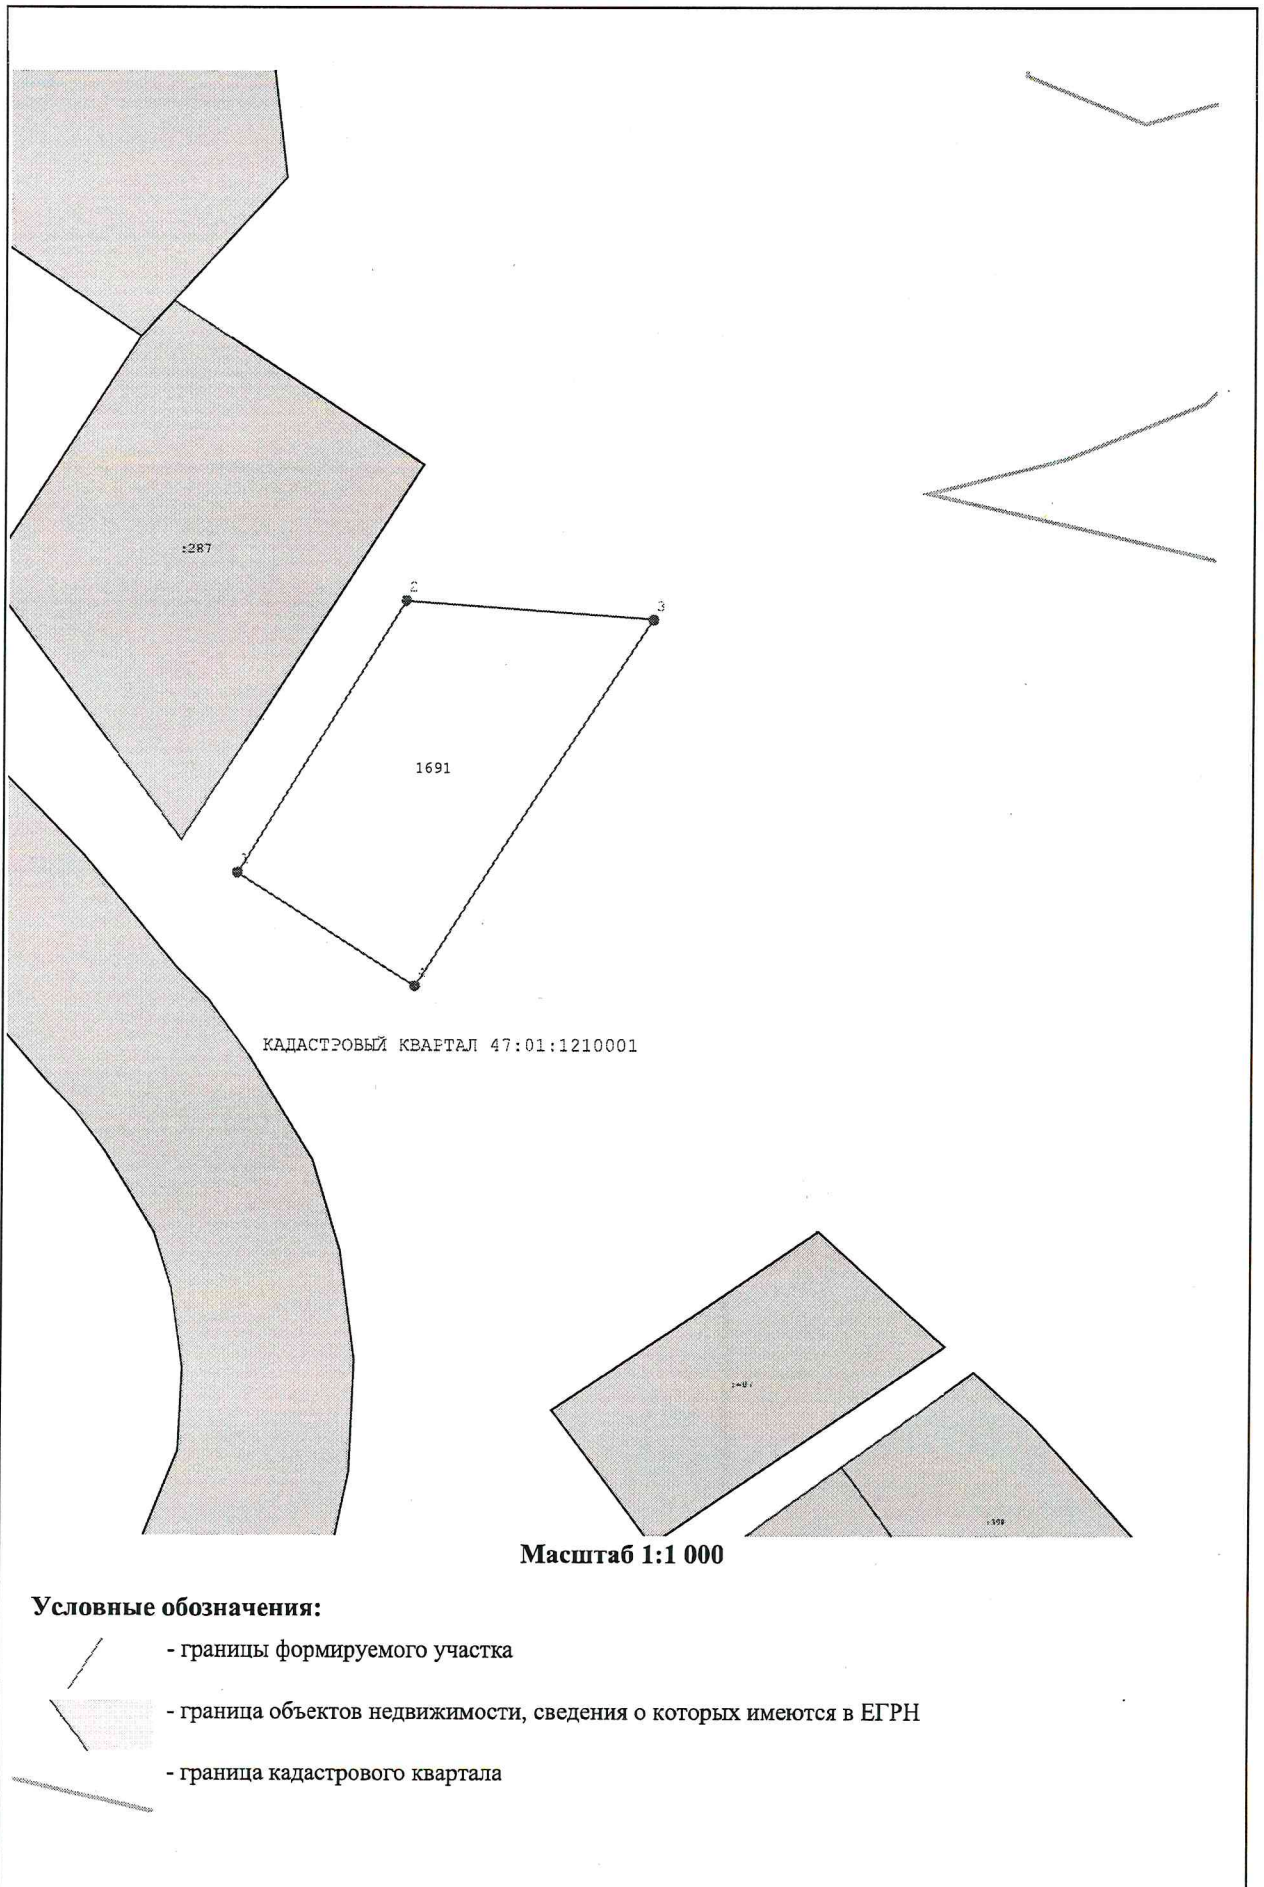 :287
2
3
1691
КАДАСТРОВЫЙ КВАРТАЛ 47:01:1210001
Масштаб 1:1 000
Условные обозначения:
- границы формируемого участка
- граница объектов недвижимости, сведения о которых имеются в ЕГРН
- граница кадастрового квартала